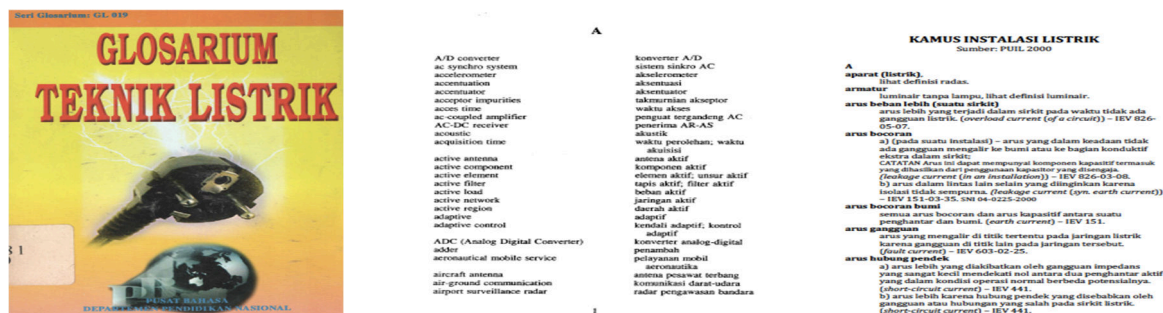 Seri Glosarium: GL 019
GLOSARIUM
TEKNIK LISTRIK
PUSAT BAHASA
DEPARTEMEN PENDIDIKAN NASIONAL
A
A/D converter
ac synchro system
accelerometer
accentuation
accentuator
acceptor impurities
acces time
ac-coupled amplifier
AC-DC receiver
acoustic
acquisition time
active antenna
active component
active element
active filter
active load
active network
active region
adaptive
adaptive control
ADC (Analog Digital Converter)
adder
aeronautical mobile service
aircraft antenna
air-ground communication
airport surveillance radar
konverter A/D
sistem sinkro AC
akselerometer
aksentuasi
aksentuator
takmurnian akseptor
waktu akses
penguat tergandeng AC
penerima AR-AS
akustik
waktu perolehan; waktu
akuisisi
antena aktif
komponen aktif
elemen aktif; unsur aktif
tapis aktif; filter aktif
beban aktif
jaringan aktif
daerah aktif
adaptif
kendali adaptif; kontrol
adaptif
konverter analog-digital
penambah
pelayanan mobil
aeronautika
antena pesawat terbang
komunikasi darat-udara
radar pengawasan bandara
1
KAMUS INSTALASI LISTRIK
Sumber: PUIL 2000
A
aparat (listrik),
lihat definisi radas.
armatur
luminair tanpa lampu, lihat definisi luminair.
arus beban lebih (suatu sirkit)
arus lebih yang terjadi dalam sirkit pada waktu tidak ada
gangguan listrik. (overload current (of a circuit)) – IEV 826-
05-07.
arus bocoran
a) (pada suatu instalasi) – arus yang dalam keadaan tidak
ada gangguan mengalir ke bumi atau ke bagian konduktif
ekstra dalam sirkit;
CATATAN Arus ini dapat mempunyai komponen kapasitif termasuk
yang dihasilkan dari penggunaan kapasitor yang disengaja.
(leakage current (in an installation)) – IEV 826-03-08.
b) arus dalam lintas lain selain yang diinginkan karena
isolasi tidak sempurna. (leakage current (syn. earth current))
– IEV 151-03-35. SNI 04-0225-2000
arus bocoran bumi
semua arus bocoran dan arus kapasitif antara suatu
penghantar dan bumi. (earth current) – IEV 151.
arus gangguan
arus yang mengalir di titik tertentu pada jaringan listrik
karena gangguan di titik lain pada jaringan tersebut.
(fault current) – IEV 603-02-25.
arus hubung pendek
a) arus lebih yang diakibatkan oleh gangguan impedans
yang sangat kecil mendekati nol antara dua penghantar aktif
yang dalam kondisi operasi normal berbeda potensialnya.
(short-circuit current) – IEV 441.
b) arus lebih karena hubung pendek yang disebabkan oleh
gangguan atau hubungan yang salah pada sirkit listrik.
(short-circuit current) – IEV 441.